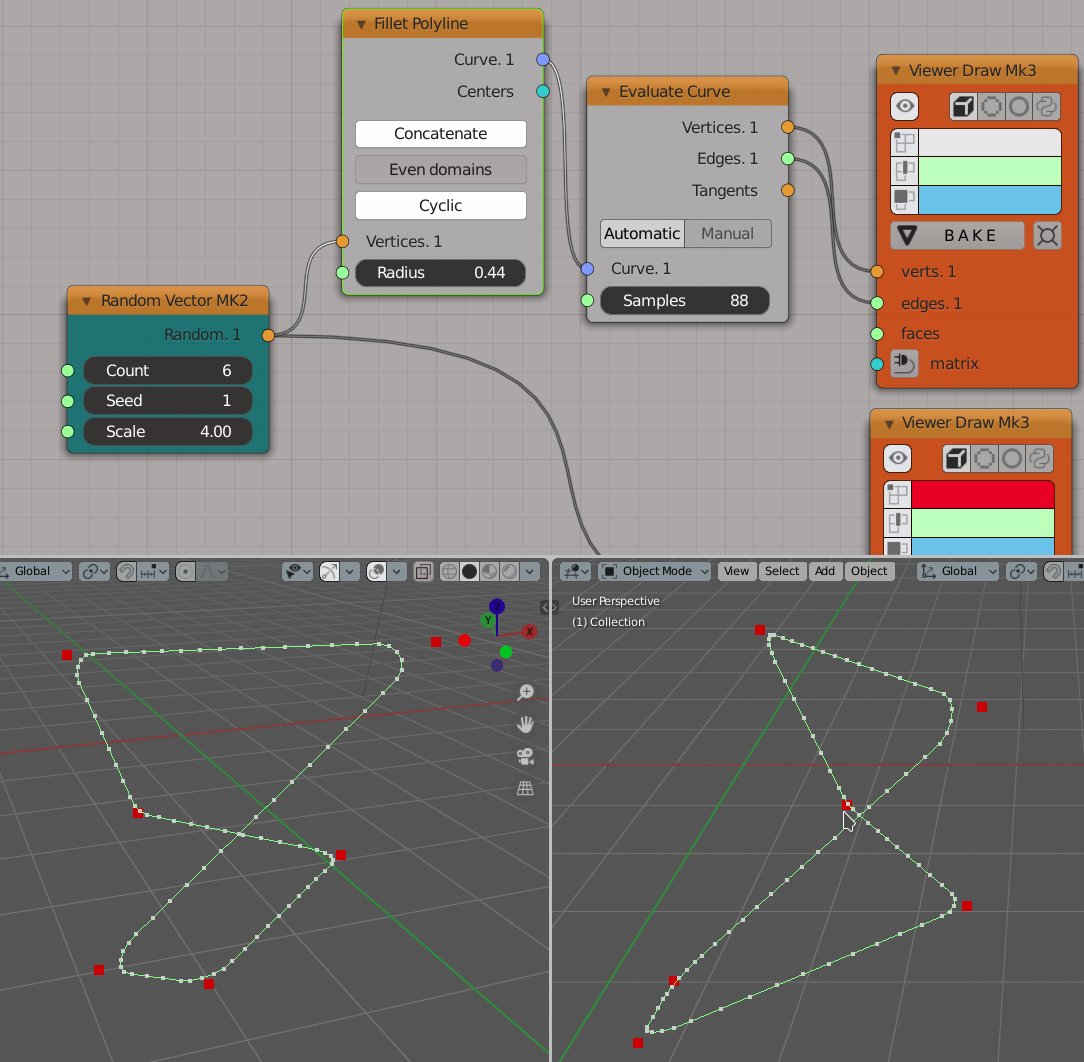 Fillet Polyline
Curve. 1
Centers
Concatenate
Even domains
Cyclic
Vertices. 1
Radius 0.44
Random Vector MK2
Random. 1
Count 6
Seed 1
Scale 4.00
Evaluate Curve
Vertices. 1
Edges. 1
Tangents
Automatic Manual
Curve. 1
Samples 88
Viewer Draw Mk3
BAKE
verts. 1
edges. 1
faces
matrix
Viewer Draw Mk3
Global
Z
Y
X
Object Mode View Select Add Object Global
User Perspective
(1) Collection